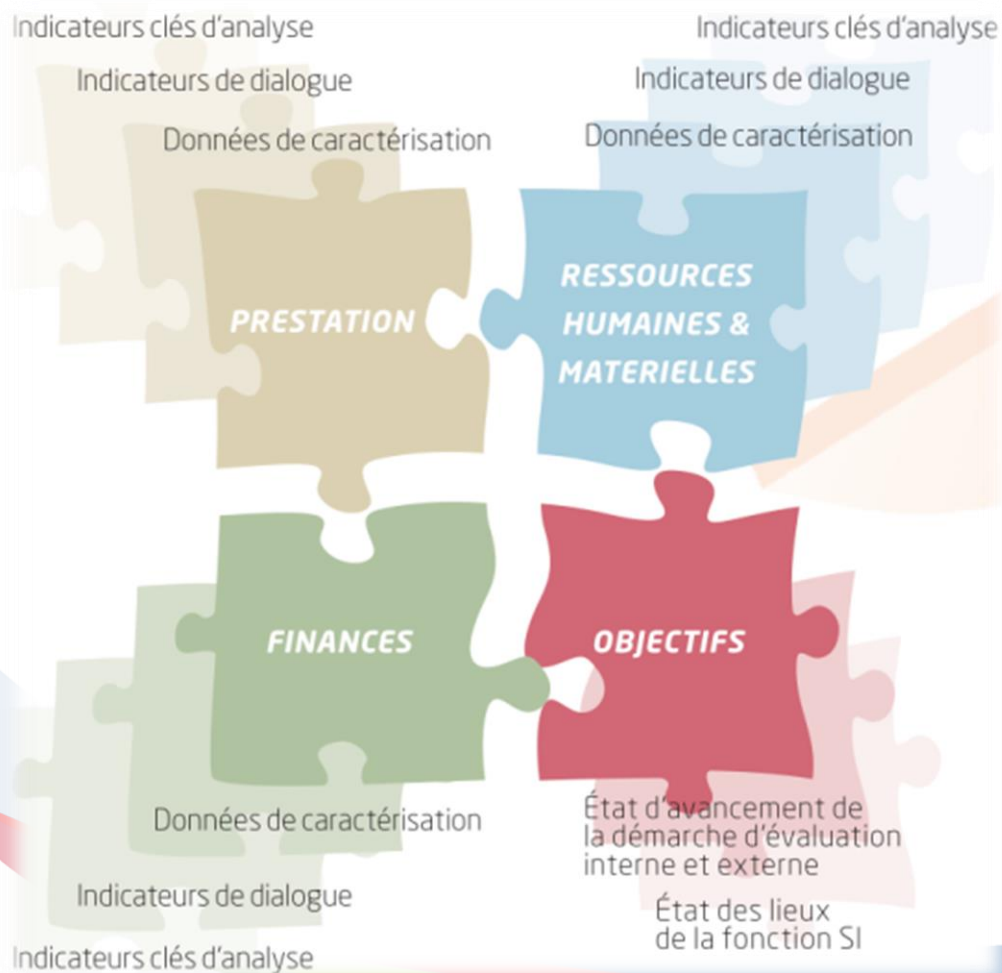 Indicateurs clés d'analyse
Indicateurs de dialogue
Données de caractérisation
PRESTATION
Indicateurs clés d'analyse
Indicateurs de dialogue
Données de caractérisation
RESSOURCES
HUMAINES &
MATERIELLES
FINANCES
Données de caractérisation
Indicateurs de dialogue
Indicateurs clés d'analyse
OBJECTIFS
État d'avancement de
la démarche d'évaluation
interne et externe
État des lieux
de la fonction SI